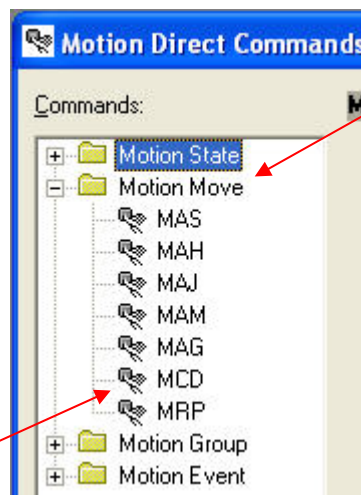 Motion Direct Commands
Commands:
Motion State
Motion Move
MAS
MAH
MAJ
MAM
MAG
MCD
MRP
Motion Group
Motion Event